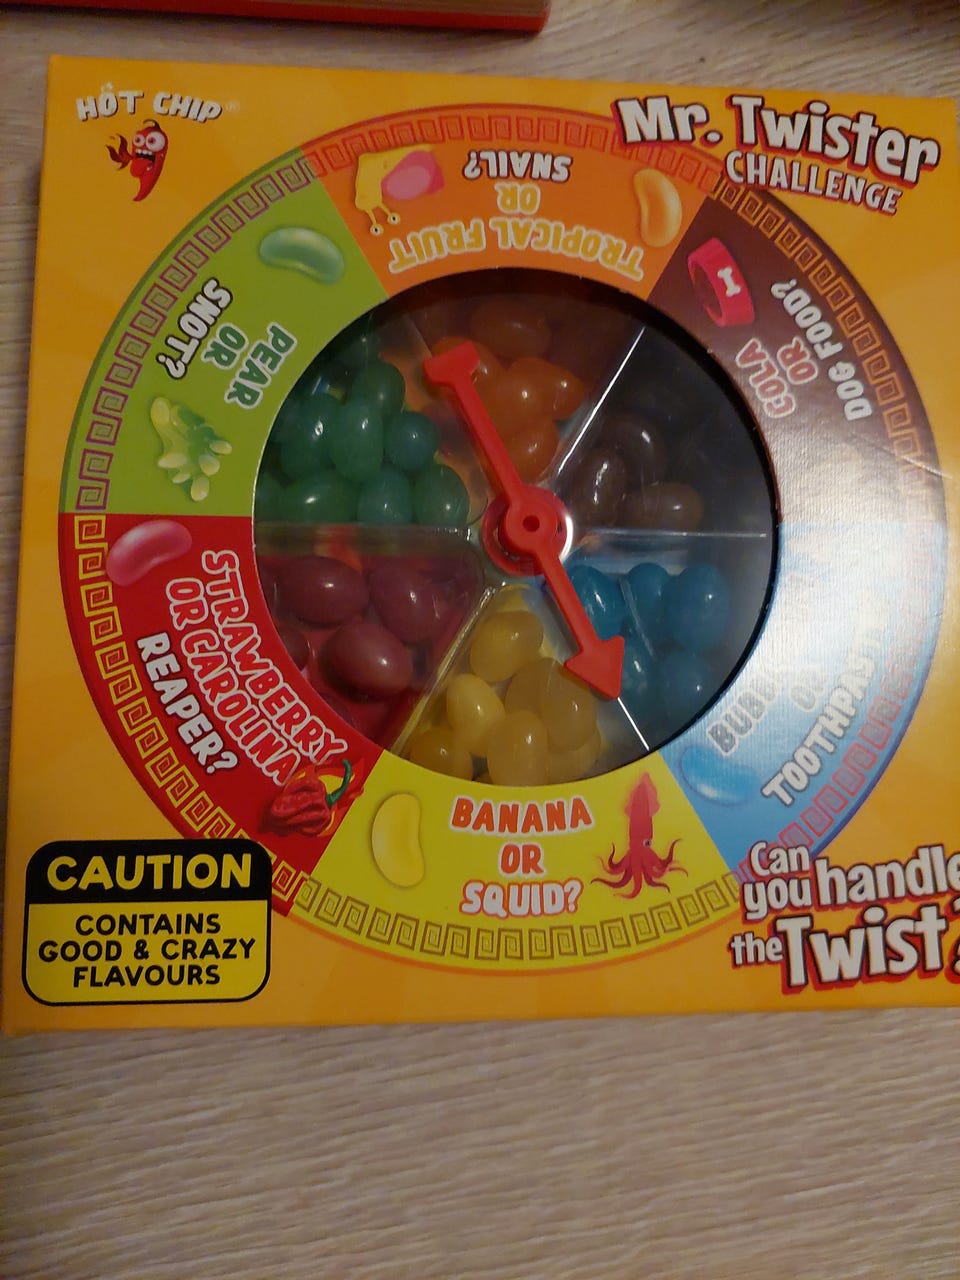 HOT CHIP
Mr. Twister
CHALLENGE
TROPICAL FRUIT
OR
SNAIL?
COLA
OR
DOG FOOD?
TOOTHPAST
BANANA
OR
SQUID?
STRAWBERRY
OR CAROLINA
REAPER?
PEAR
OR
SNOT?
CAUTION
CONTAINS
GOOD & CRAZY
FLAVOURS
Can
you handle
the Twist?